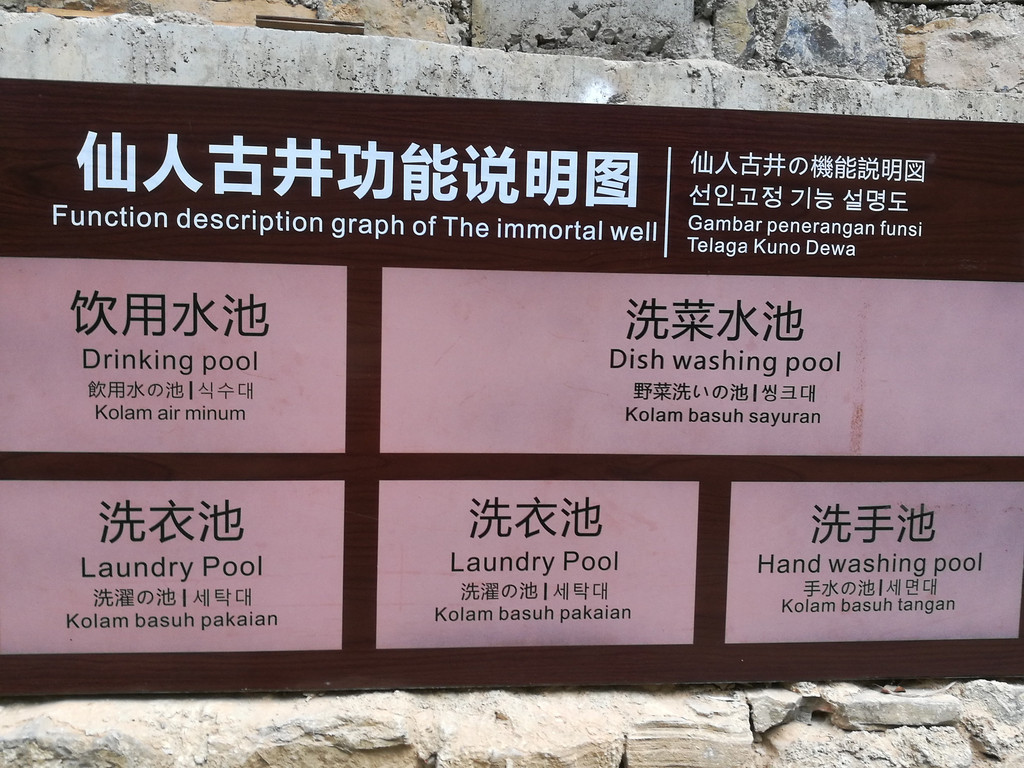 仙人古井功能说明图
Function description graph of The immortal well
仙人古井の機能説明図
선인고정 기능 설명도
Gambar penerangan funsi
Telaga Kuno Dewa
饮用水池
Drinking pool
飲用水の池|식수대
Kolam air minum
洗菜水池
Dish washing pool
野菜洗いの池|씽크대
Kolam basuh sayuran
洗衣池
Laundry Pool
洗濯の池|세탁대
Kolam basuh pakaian
洗衣池
Laundry Pool
洗濯の池|세탁대
Kolam basuh pakaian
洗手池
Hand washing pool
手水の池|세면대
Kolam basuh tangan